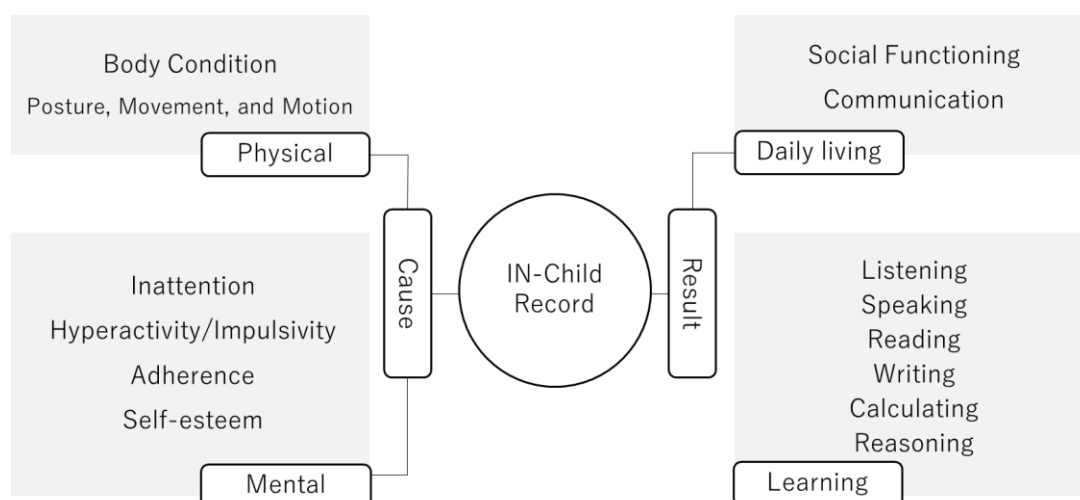 Body Condition
Posture, Movement, and Motion
Physical
Inattention
Hyperactivity/Impulsivity
Adherence
Self-esteem
Mental
Cause
IN-Child
Record
Result
Social Functioning
Communication
Daily living
Listening
Speaking
Reading
Writing
Calculating
Reasoning
Learning